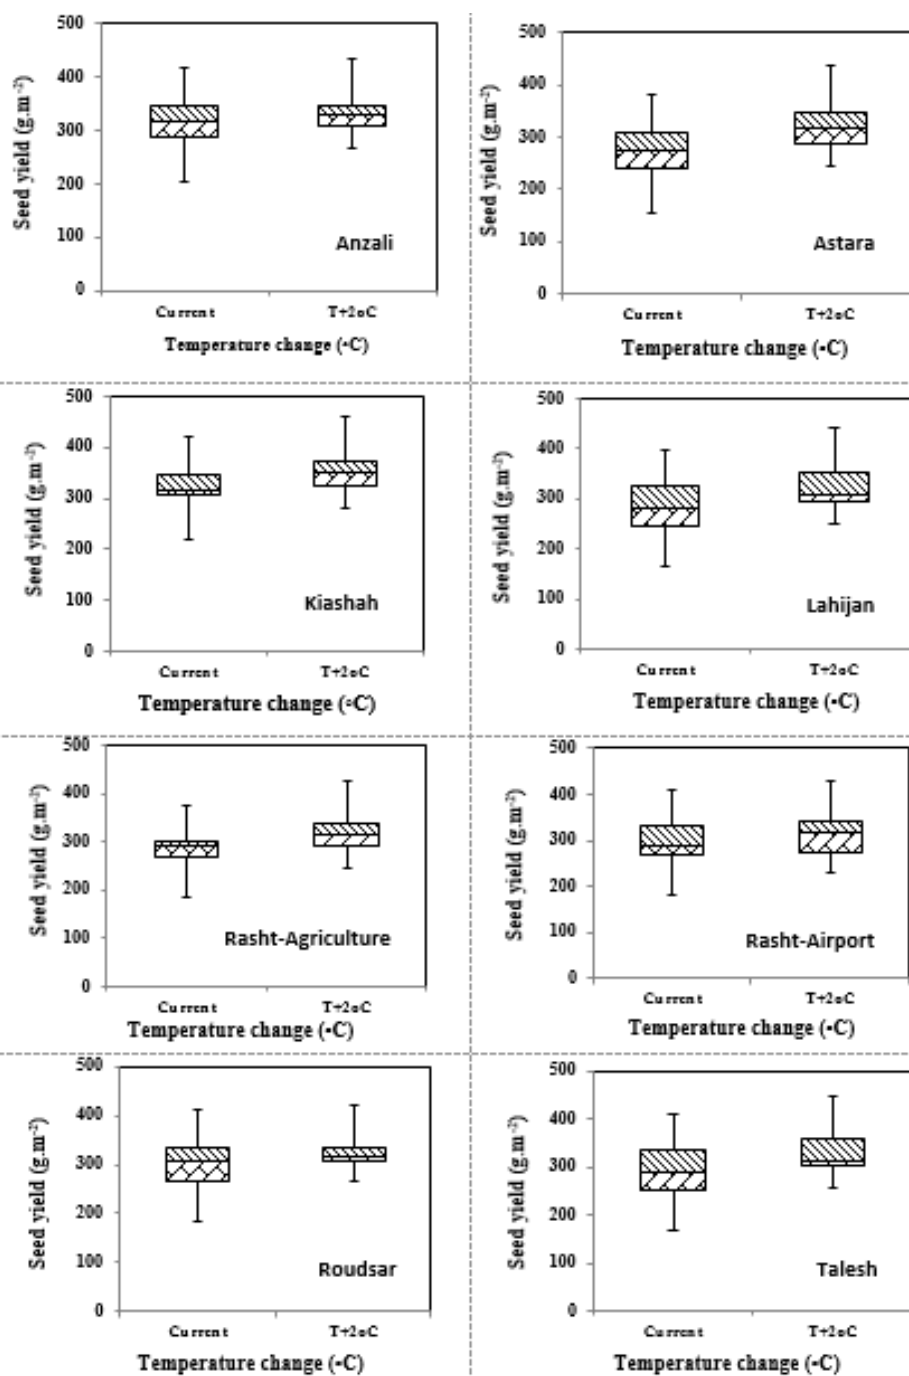 500
400
300
200
100
0
Seed yield (g.m⁻²)
Anzali
Current T+2oC
Temperature change (•C)
500
400
300
200
100
0
Seed yield (g.m⁻²)
Astara
Current T+2oC
Temperature change (•C)
500
400
300
200
100
0
Seed yield (g.m⁻²)
Kiashah
Current T+2oC
Temperature change (◦C)
500
400
300
200
100
0
Seed yield (g.m⁻²)
Lahijan
Current T+2oC
Temperature change (•C)
500
400
300
200
100
0
Seed yield (g.m⁻²)
Rasht-Agriculture
Current T+2oC
Temperature change (•C)
500
400
300
200
100
0
Seed yield (g.m⁻²)
Rasht-Airport
Current T+2oC
Temperature change (•C)
500
400
300
200
100
0
Seed yield (g.m⁻²)
Roudsar
Current T+2oC
Temperature change (•C)
500
400
300
200
100
0
Seed yield (g.m⁻²)
Talesh
Current T+2oC
Temperature change (•C)